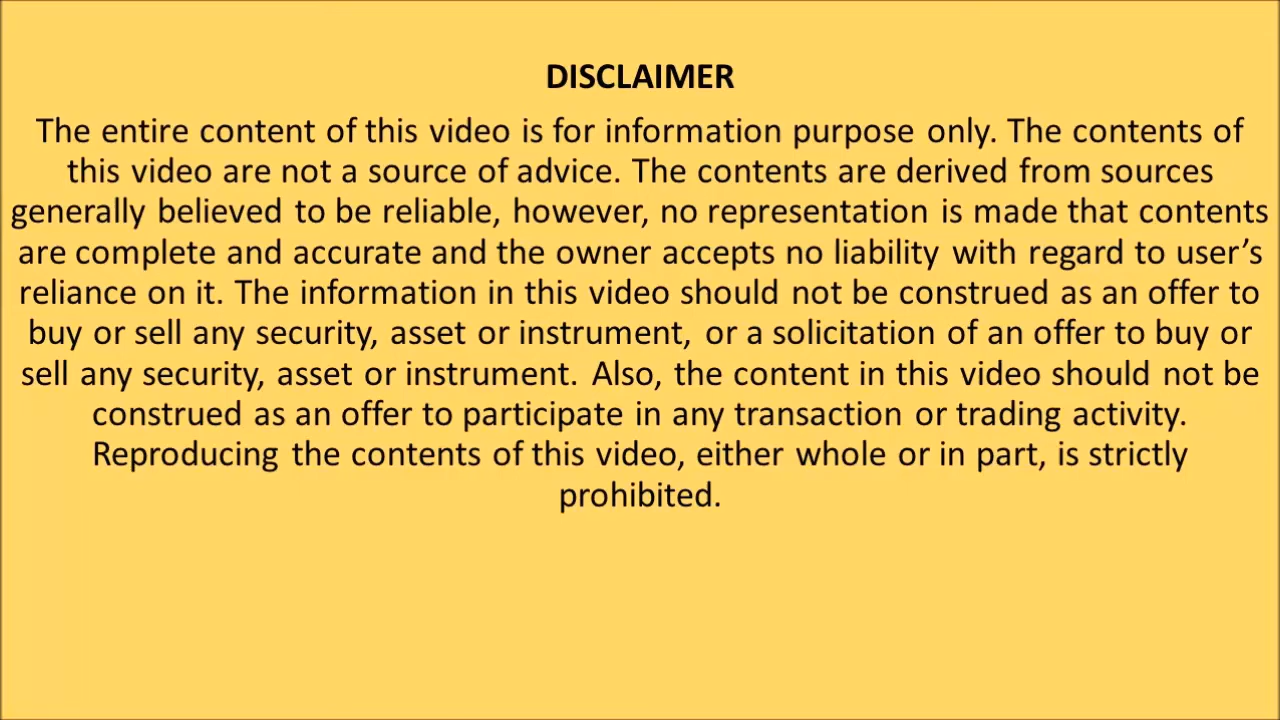 DISCLAIMER
The entire content of this video is for information purpose only. The contents of
this video are not a source of advice. The contents are derived from sources
generally believed to be reliable, however, no representation is made that contents
are complete and accurate and the owner accepts no liability with regard to user’s
reliance on it. The information in this video should not be construed as an offer to
buy or sell any security, asset or instrument, or a solicitation of an offer to buy or
sell any security, asset or instrument. Also, the content in this video should not be
construed as an offer to participate in any transaction or trading activity.
Reproducing the contents of this video, either whole or in part, is strictly
prohibited.